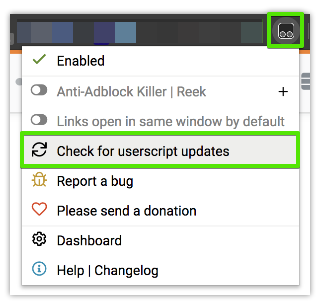 Enabled
Anti-Adblock Killer | Reek +
Links open in same window by default
Check for userscript updates
Report a bug
Please send a donation
Dashboard
Help | Changelog